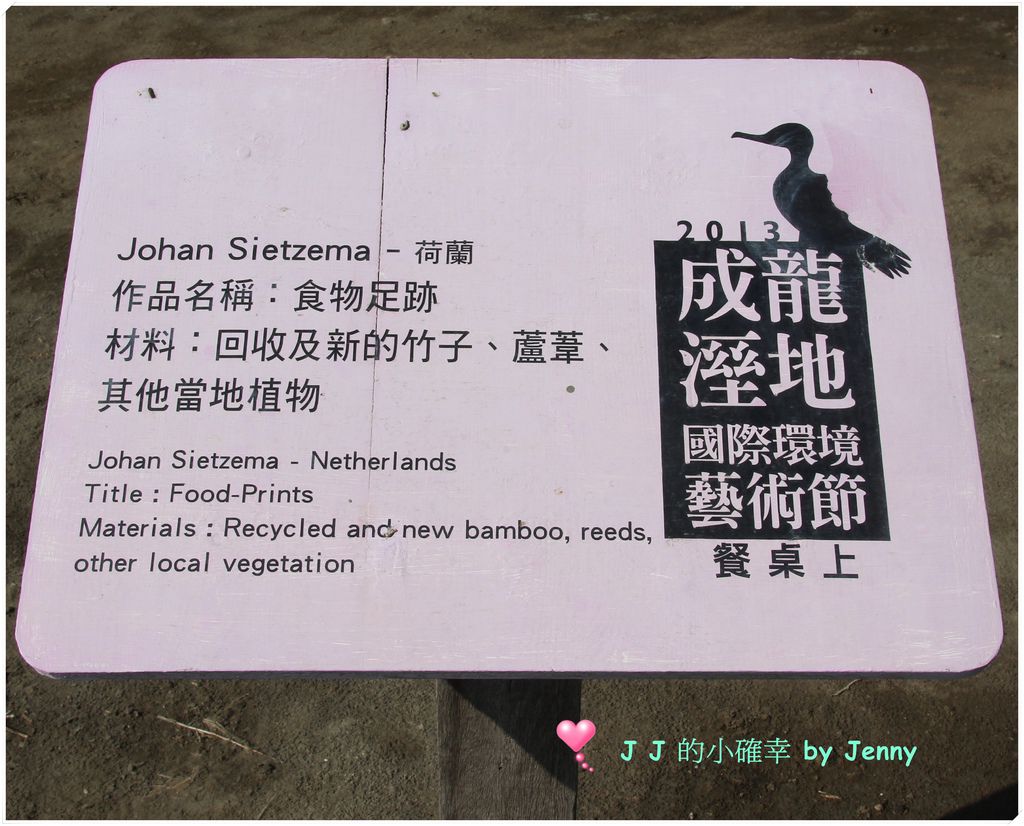 Johan Sietzema - 荷蘭
作品名稱：食物足跡
材料：回收及新的竹子、蘆葦、
其他當地植物
Johan Sietzema - Netherlands
Title : Food-Prints
Materials : Recycled and new bamboo, reeds,
other local vegetation
2013
成龍
溼地
國際環境
藝術節
餐桌上
J J 的小確幸 by Jenny